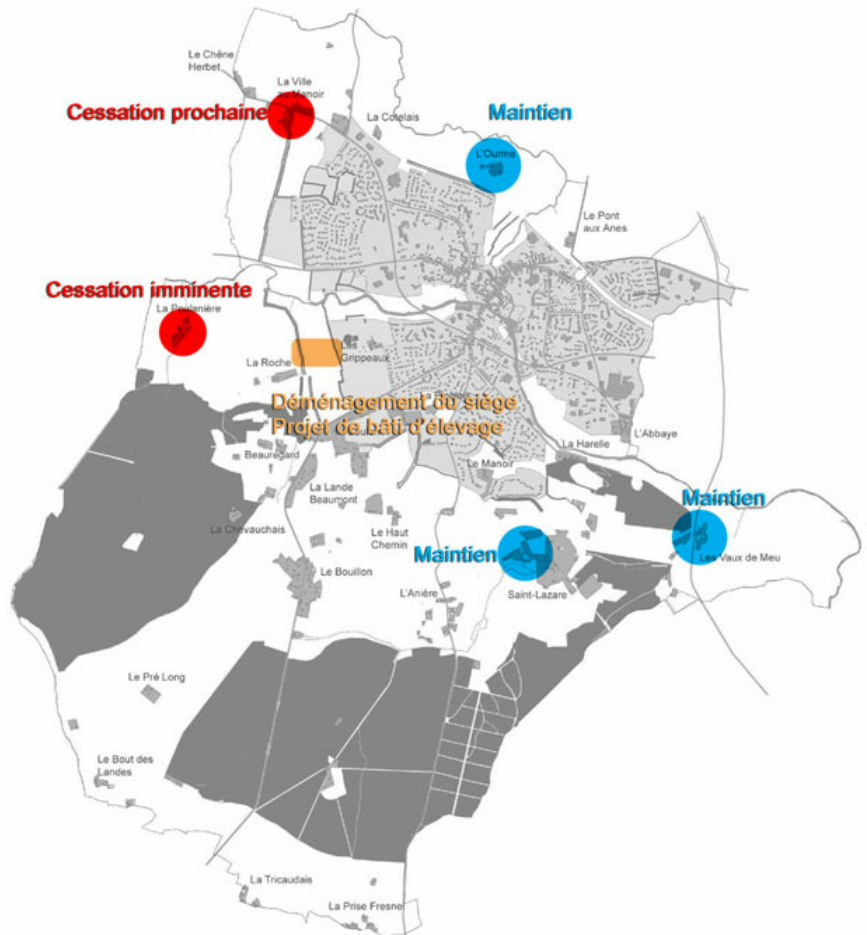 Le Chêne
Herbet
La Ville
au Manoir
Cessation prochaine
La Cotelais
Maintien
L'Ourme
Le Pont
aux Anes
Cessation imminente
La Roche
Les
Grippeaux
Déménagement du siège
Projet de bâti d'élevage
Beauregard
La Harelle
L'Abbaye
Le Manoir
La Lande
Beaumont
La Chevauchais
Le Haut
Chemin
Maintien
Maintien
Les Vaux de Meu
Le Bouillon
L'Anière
Saint-Lazare
Le Pré Long
Le Bout des
Landes
La Tricaudais
La Prise Fresne